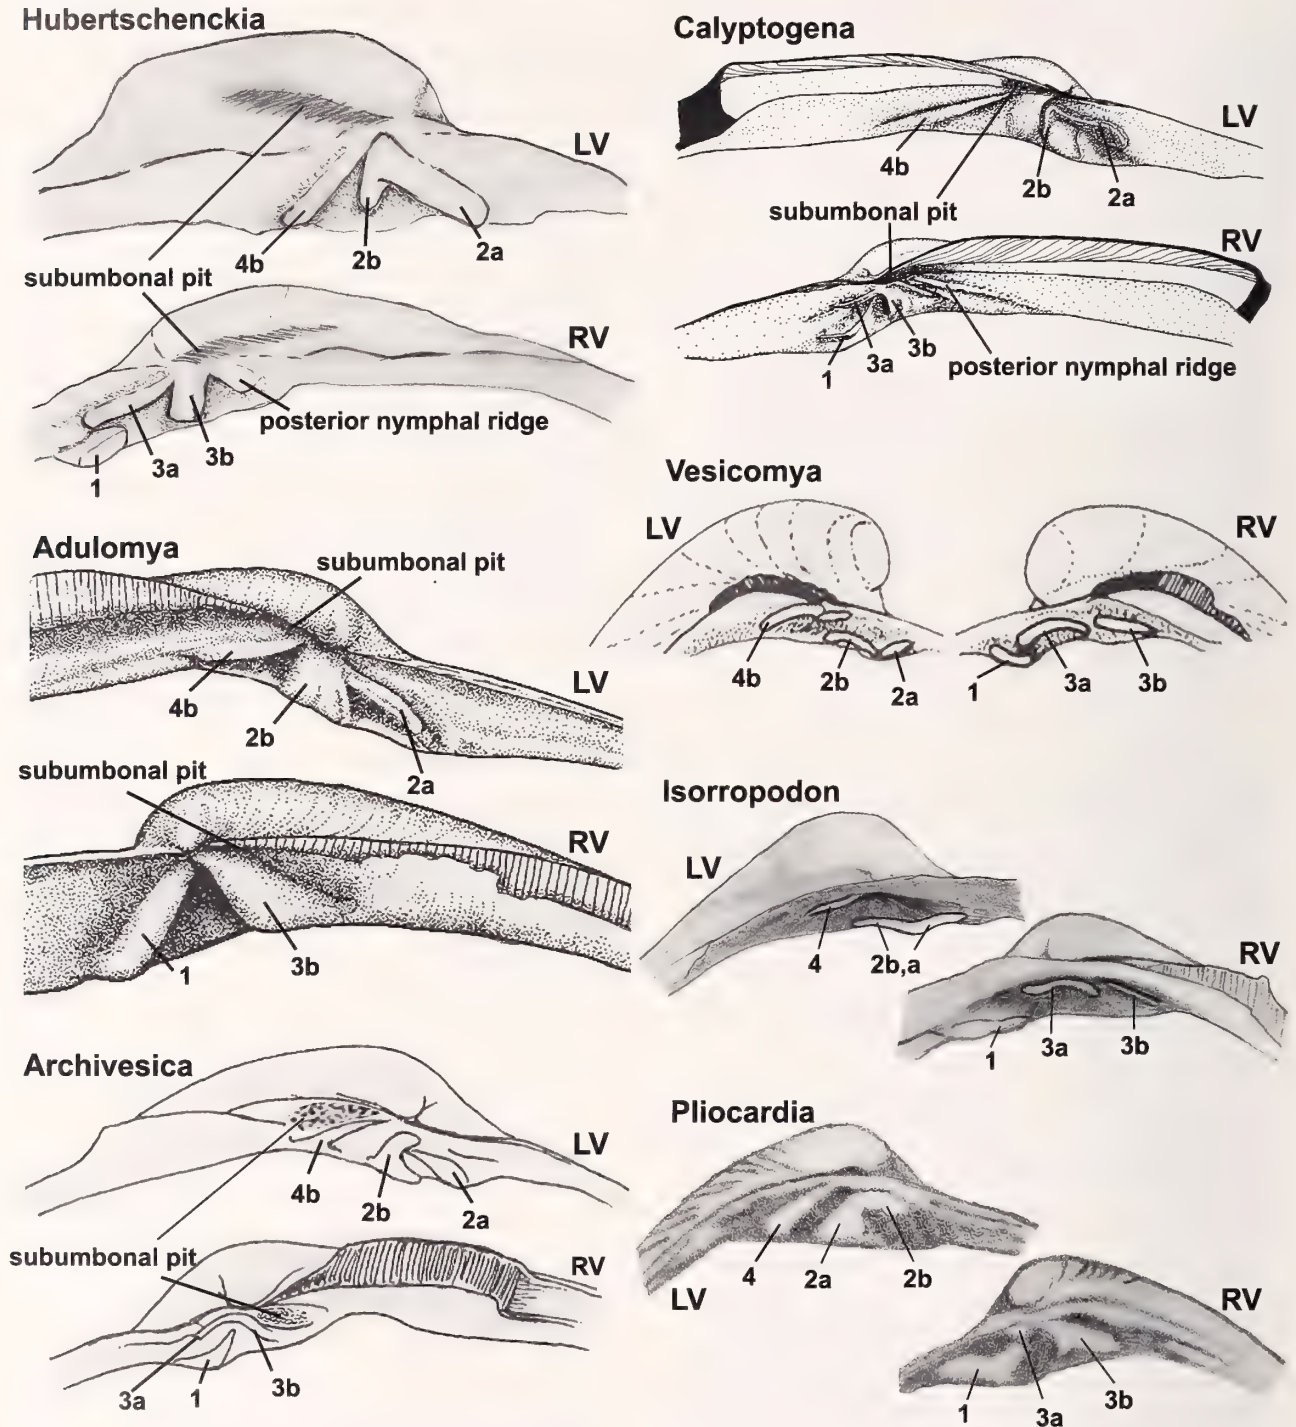 Hubertschenckia
LV
4b
2b
2a
subumbonal pit
RV
posterior nymphal ridge
3b
3a
1
Adulomya
subumbonal pit
LV
4b
2b
2a
subumbonal pit
RV
1
3b
Archivesica
LV
4b
2b
2a
subumbonal pit
RV
3a
1
3b
Calyptogena
LV
4b
2b
2a
subumbonal pit
RV
1
3a
3b
posterior nymphal ridge
Vesicomya
LV
RV
4b
2b
2a
1
3a
3b
Isorropodon
LV
4
2b,a
RV
1
3a
3b
Pliocardia
4
2a
2b
LV
RV
1
3a
3b